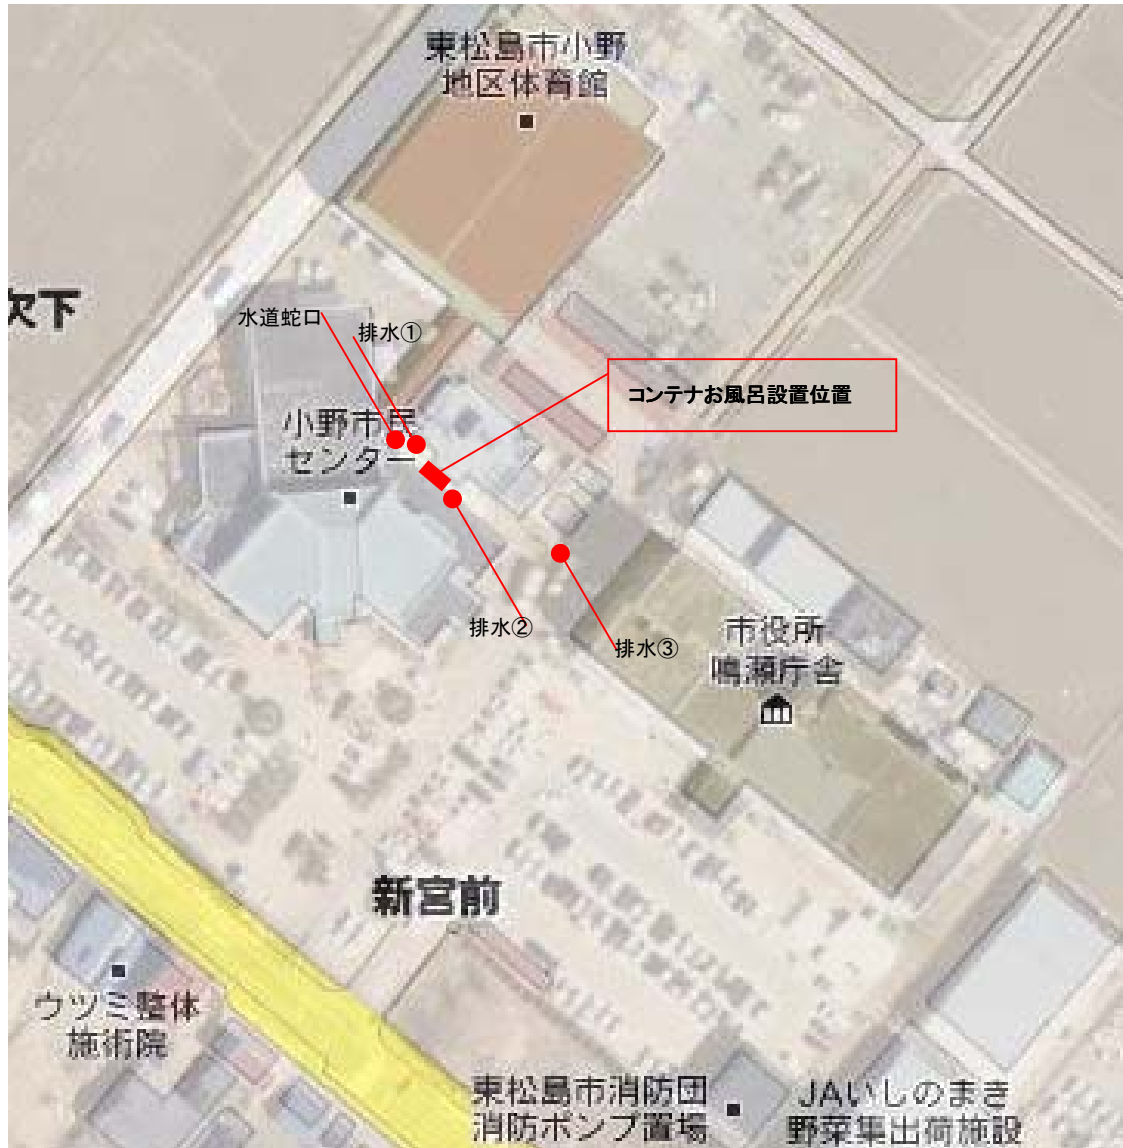 東松島市小野
地区体育館
欠下
水道蛇口
排水①
コンテナお風呂設置位置
小野市民
センター
排水②
排水③
市役所
鳴瀬庁舎
新宮前
ウツミ整体
施術院
東松島市消防団
消防ポンプ置場
JAいしのまき
野菜集出荷施設